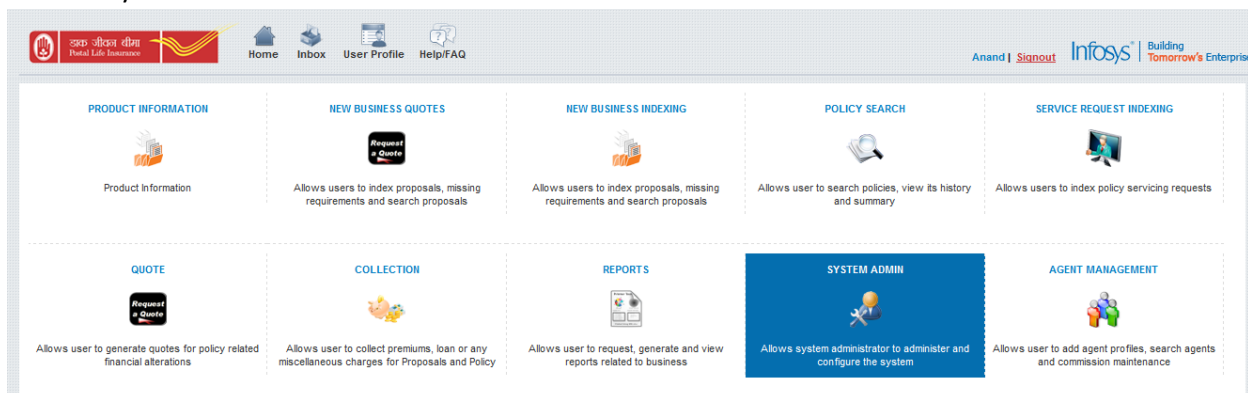 डाक जीवन बीमा
Postal Life Insurance
Home Inbox User Profile Help/FAQ
Anand | Signout
Infosys® | Building
Tomorrow's Enterprise
PRODUCT INFORMATION NEW BUSINESS QUOTES NEW BUSINESS INDEXING POLICY SEARCH SERVICE REQUEST INDEXING
Request
a Quote
Product Information Allows users to index proposals, missing Allows users to index proposals, missing Allows user to search policies, view its history Allows users to index policy servicing requests
requirements and search proposals requirements and search proposals and summary
QUOTE COLLECTION REPORTS SYSTEM ADMIN AGENT MANAGEMENT
Request
a Quote
Allows user to generate quotes for policy related Allows user to collect premiums, loan or any Allows user to request, generate and view Allows system administrator to administer and Allows user to add agent profiles, search agents
financial alterations miscellaneous charges for Proposals and Policy reports related to business configure the system and commission maintenance